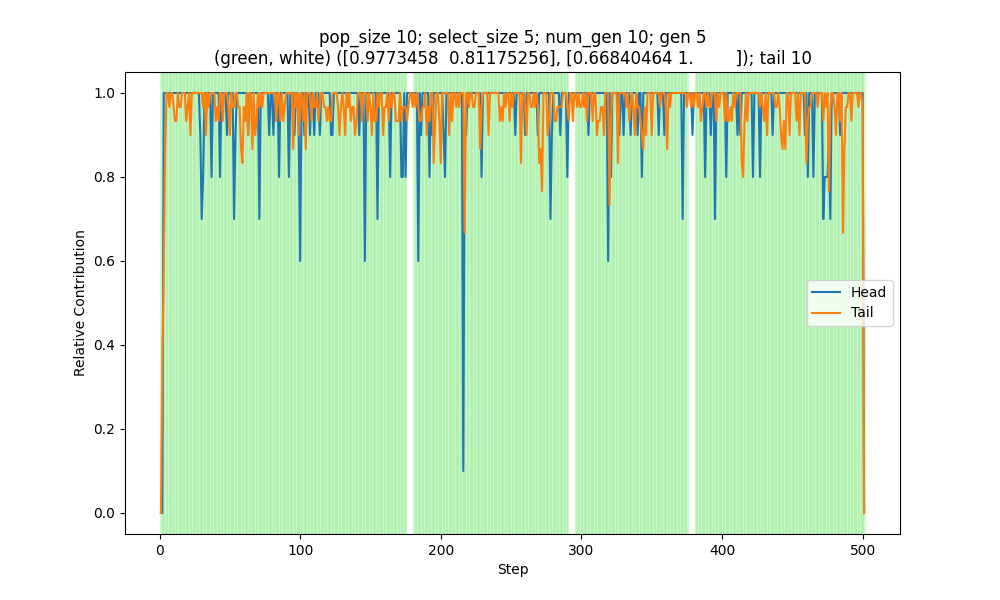 pop_size 10; select_size 5; num_gen 10; gen 5
(green, white) ([0.9773458  0.81175256], [0.66840464 1.        ]); tail 10
1.0
0.8
0.6
0.4
0.2
0.0
Relative Contribution
Head
Tail
0 100 200 300 400 500
Step